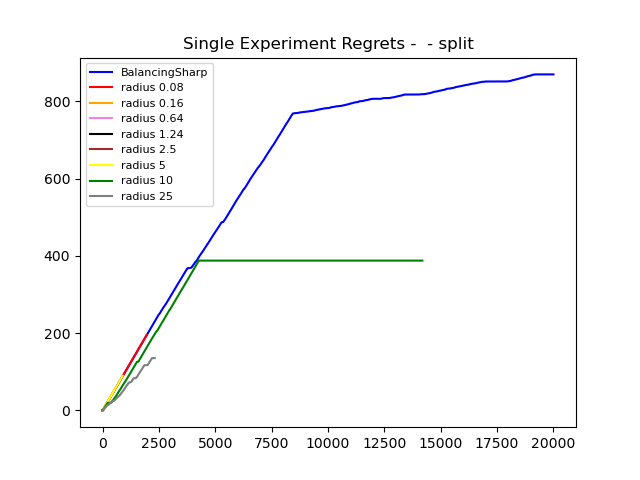 Single Experiment Regrets -  - split
BalancingSharp
radius 0.08
radius 0.16
radius 0.64
radius 1.24
radius 2.5
radius 5
radius 10
radius 25
800
600
400
200
0
0 2500 5000 7500 10000 12500 15000 17500 20000